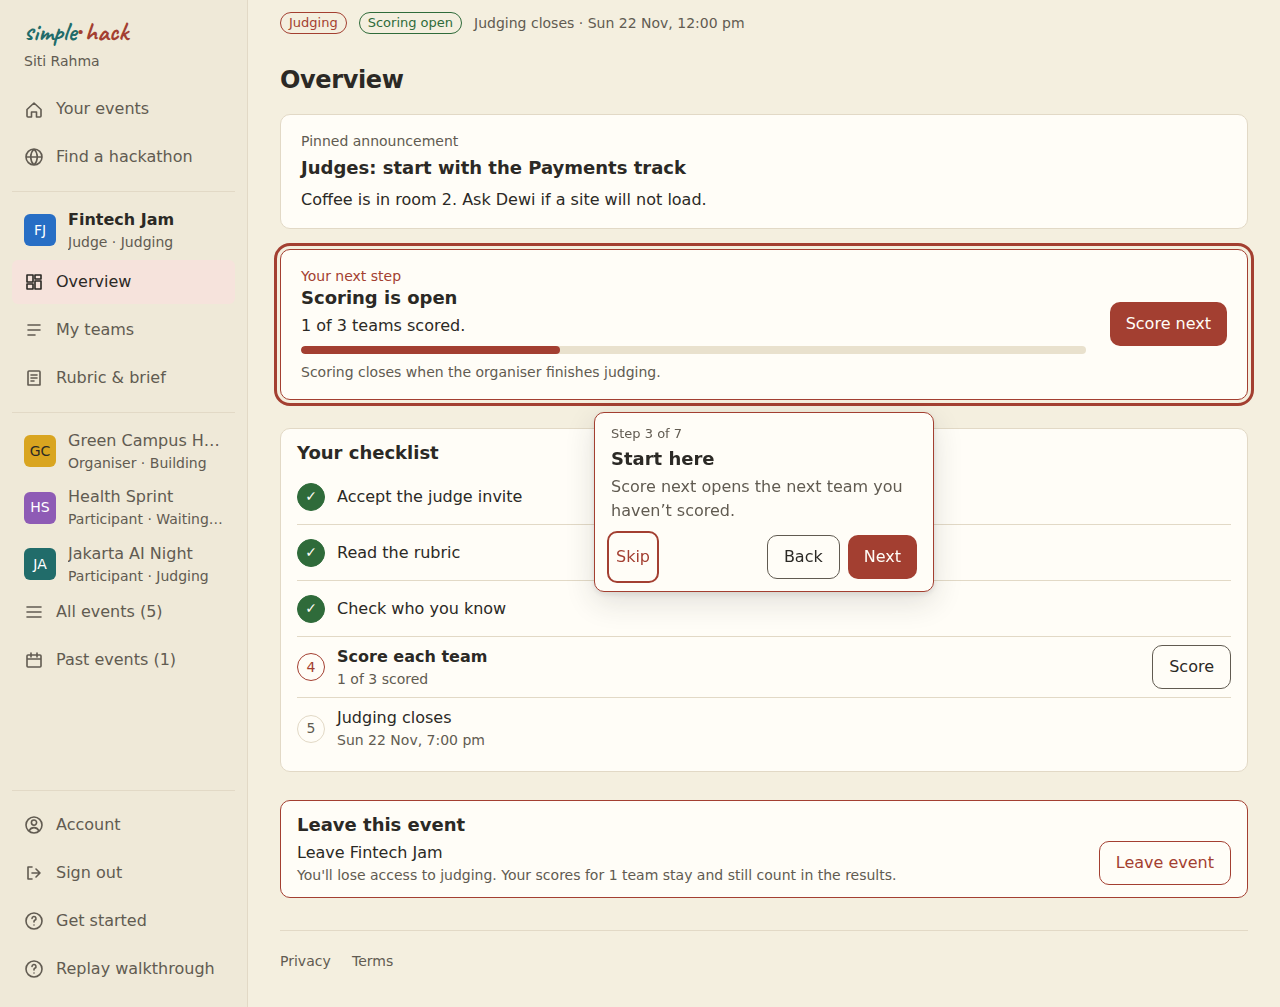 simple·hack
Siti Rahma
Your events
Find a hackathon
FJ
Fintech Jam
Judge · Judging
Overview
My teams
Rubric & brief
GC
Green Campus H…
Organiser · Building
HS
Health Sprint
Participant · Waiting…
JA
Jakarta AI Night
Participant · Judging
All events (5)
Past events (1)
Account
Sign out
Get started
Replay walkthrough
Judging
Scoring open
Judging closes · Sun 22 Nov, 12:00 pm
Overview
Pinned announcement
Judges: start with the Payments track
Coffee is in room 2. Ask Dewi if a site will not load.
Your next step
Scoring is open
1 of 3 teams scored.
Scoring closes when the organiser finishes judging.
Score next
Step 3 of 7
Start here
Score next opens the next team you
haven’t scored.
Skip
Back
Next
Your checklist
✓ Accept the judge invite
✓ Read the rubric
✓ Check who you know
4
Score each team
1 of 3 scored
Score
5
Judging closes
Sun 22 Nov, 7:00 pm
Leave this event
Leave Fintech Jam
You'll lose access to judging. Your scores for 1 team stay and still count in the results.
Leave event
Privacy
Terms